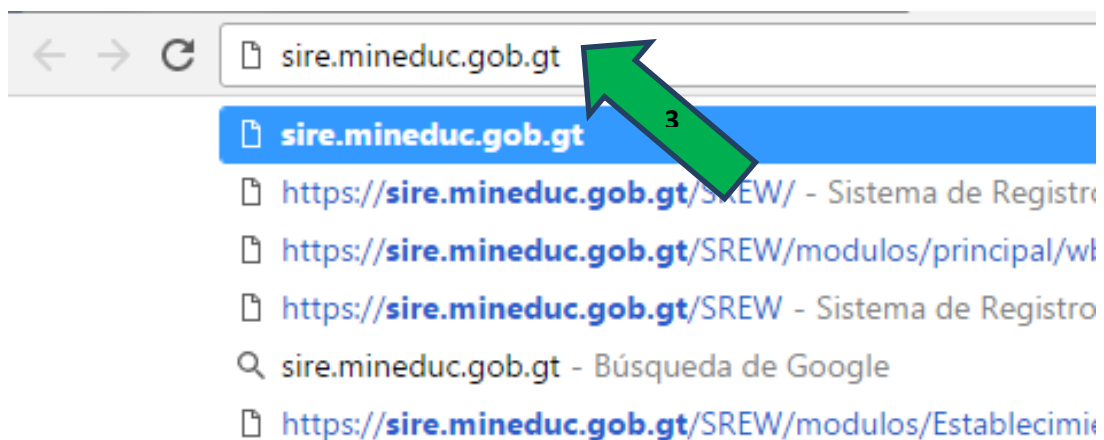 sire.mineduc.gob.gt
3
sire.mineduc.gob.gt
https://sire.mineduc.gob.gt/SREW/ - Sistema de Registro
https://sire.mineduc.gob.gt/SREW/modulos/principal/wb
https://sire.mineduc.gob.gt/SREW - Sistema de Registro
sire.mineduc.gob.gt - Búsqueda de Google
https://sire.mineduc.gob.gt/SREW/modulos/Establecimie